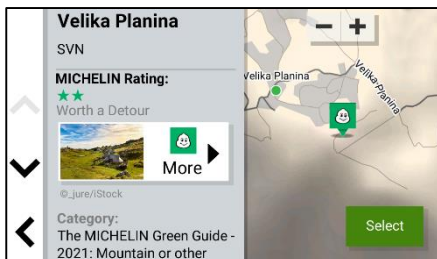 Velika Planina
SVN
MICHELIN Rating:
Worth a Detour
More
©_jure/iStock
Category:
The MICHELIN Green Guide -
2021: Mountain or other
Velika Planina
Velika-Planina
Select